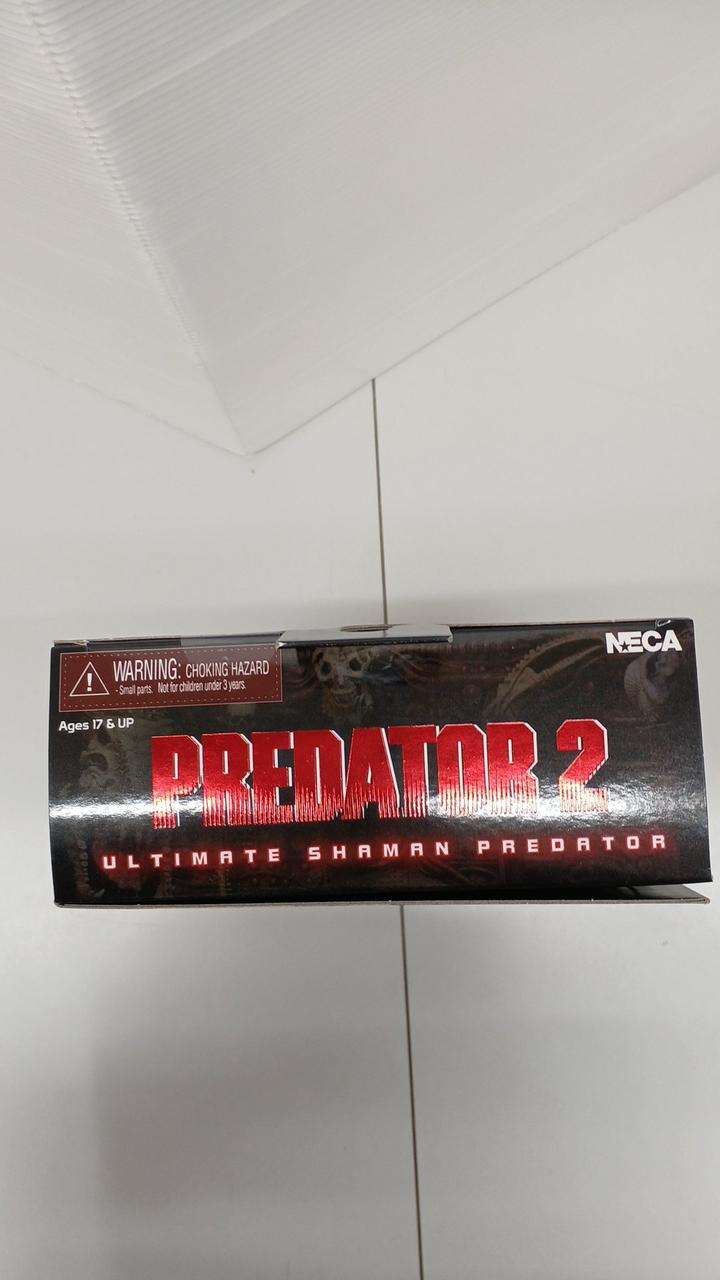 NECA
WARNING: CHOKING HAZARD
- Small parts. Not for children under 3 years.
Ages 17 & UP
PREDATOR 2
ULTIMATE SHAMAN PREDATOR